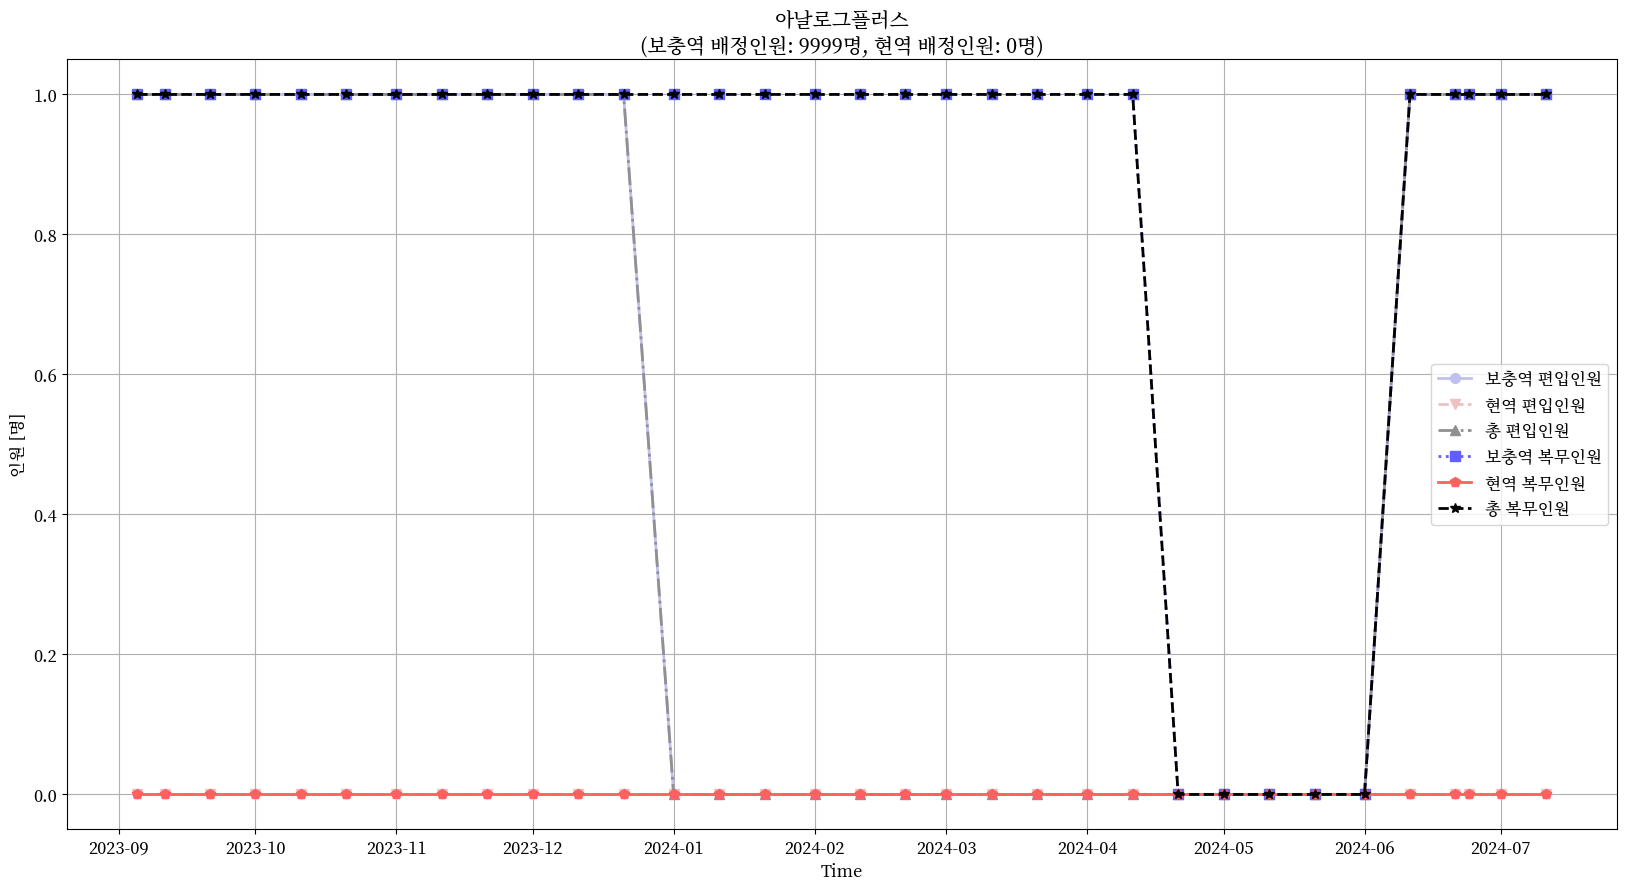 아날로그플러스
(보충역 배정인원: 9999명, 현역 배정인원: 0명)
인원 [명]
1.0
0.8
0.6
0.4
0.2
0.0
보충역 편입인원
현역 편입인원
총 편입인원
보충역 복무인원
현역 복무인원
총 복무인원
2023-09
2023-10
2023-11
2023-12
2024-01
2024-02
2024-03
2024-04
2024-05
2024-06
2024-07
Time